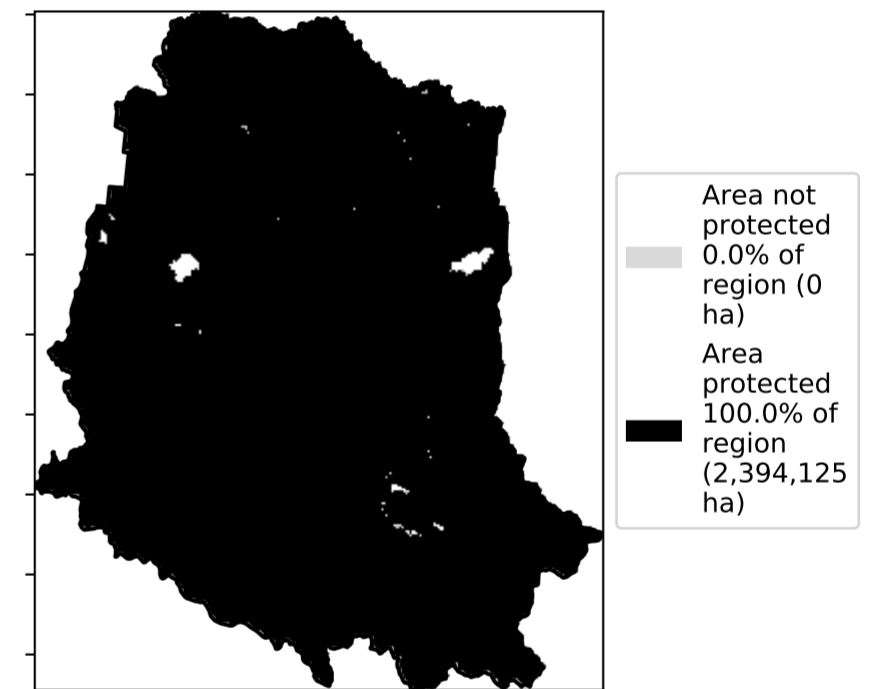 Area not
protected
0.0% of
region (0
ha)
Area
protected
100.0% of
region
(2,394,125
ha)